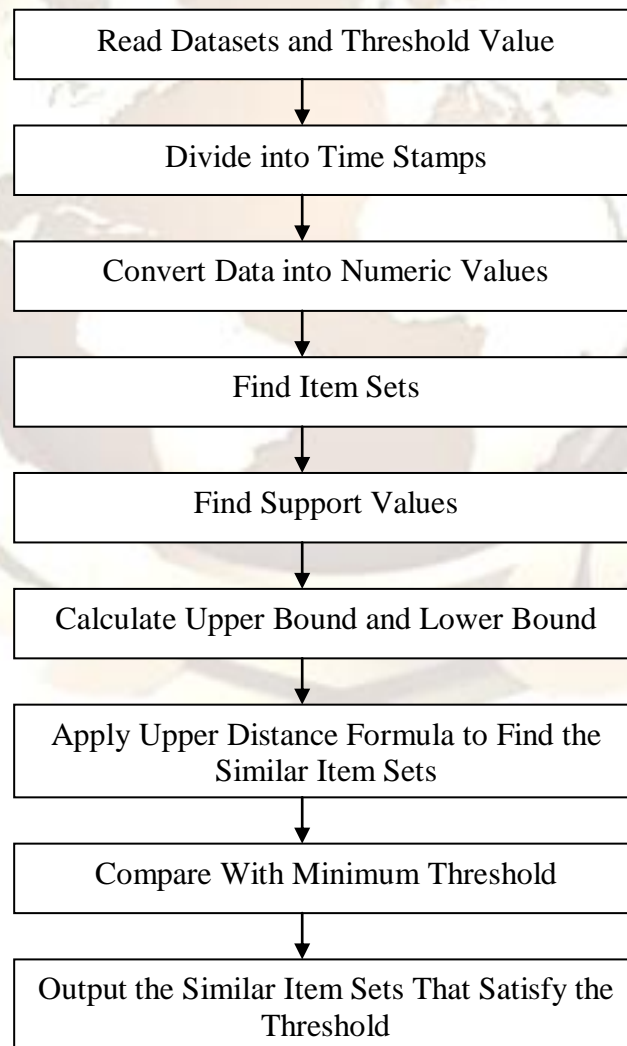 Read Datasets and Threshold Value
Divide into Time Stamps
Convert Data into Numeric Values
Find Item Sets
Find Support Values
Calculate Upper Bound and Lower Bound
Apply Upper Distance Formula to Find the
Similar Item Sets
Compare With Minimum Threshold
Output the Similar Item Sets That Satisfy the
Threshold